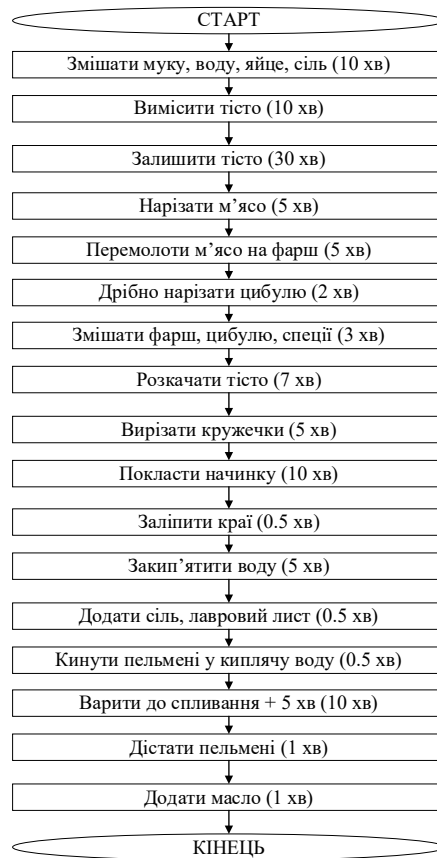 СТАРТ
Змішати муку, воду, яйце, сіль (10 хв)
Вимісити тісто (10 хв)
Залишити тісто (30 хв)
Нарізати м’ясо (5 хв)
Перемолоти м’ясо на фарш (5 хв)
Дрібно нарізати цибулю (2 хв)
Змішати фарш, цибулю, спеції (3 хв)
Розкачати тісто (7 хв)
Вирізати кружечки (5 хв)
Покласти начинку (10 хв)
Заліпити краї (0.5 хв)
Закип’ятити воду (5 хв)
Додати сіль, лавровий лист (0.5 хв)
Кинути пельмені у киплячу воду (0.5 хв)
Варити до спливання + 5 хв (10 хв)
Дістати пельмені (1 хв)
Додати масло (1 хв)
КІНЕЦЬ